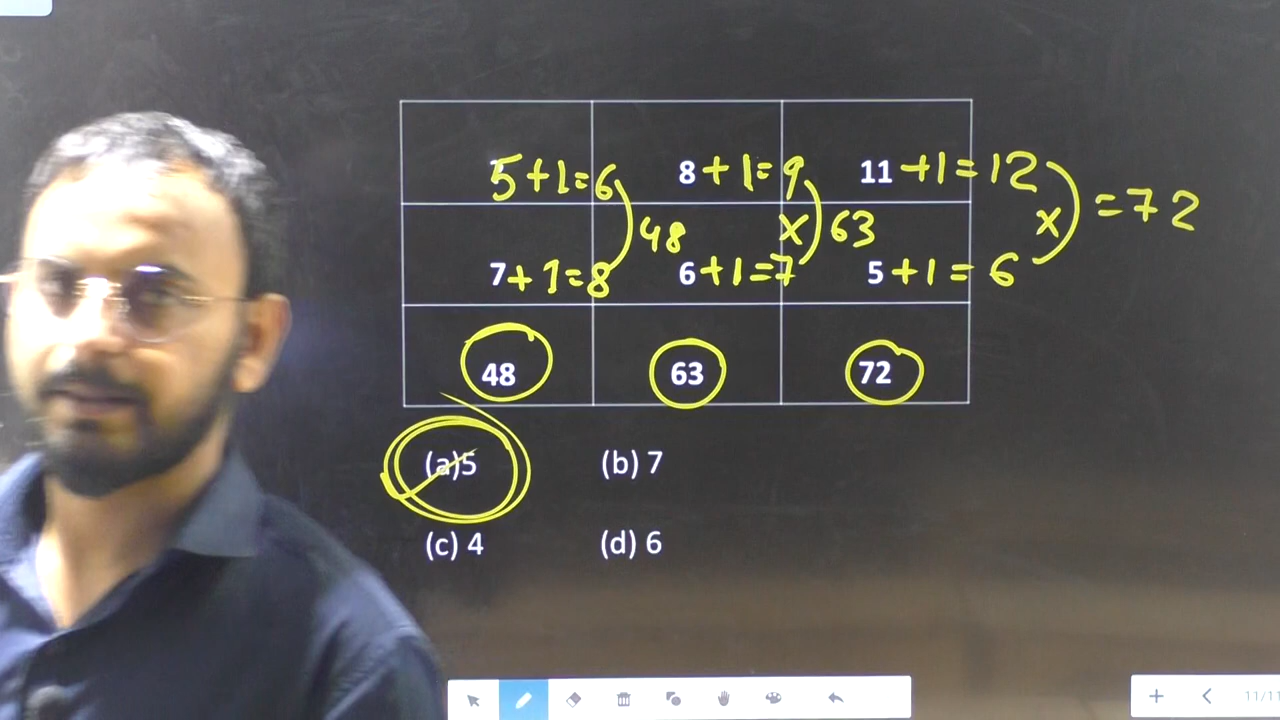 5+1=6 8+1=9 11+1=12
48 × 63 × =72
7+1=8 6+1=7 5+1=6
48 63 72
(a)5 (b) 7
(c) 4 (d) 6
11/11